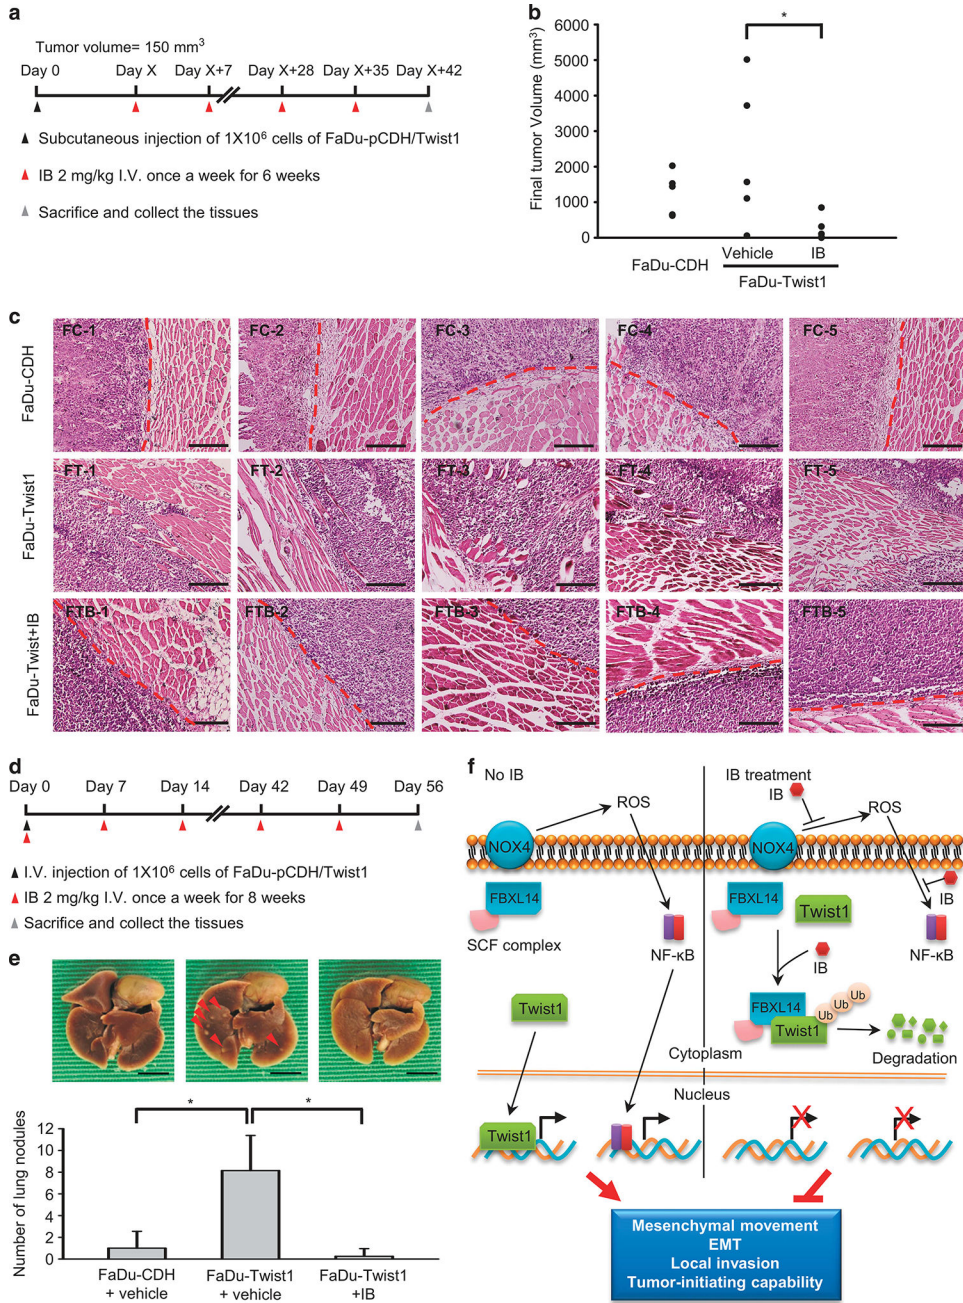 a
Tumor volume= 150 mm³
Day 0 Day X Day X+7 Day X+28 Day X+35 Day X+42
Subcutaneous injection of 1X10⁶ cells of FaDu-pCDH/Twist1
IB 2 mg/kg I.V. once a week for 6 weeks
Sacrifice and collect the tissues
b
Final tumor Volume (mm³)
6000
5000
4000
3000
2000
1000
0
*
FaDu-CDH
Vehicle IB
FaDu-Twist1
c
FaDu-CDH
FC-1 FC-2 FC-3 FC-4 FC-5
FaDu-Twist1
FT-1 FT-2 FT-3 FT-4 FT-5
FaDu-Twist+IB
FTB-1 FTB-2 FTB-3 FTB-4 FTB-5
d
Day 0 Day 7 Day 14 Day 42 Day 49 Day 56
I.V. injection of 1X10⁶ cells of FaDu-pCDH/Twist1
IB 2 mg/kg I.V. once a week for 8 weeks
Sacrifice and collect the tissues
e
Number of lung nodules
12
10
8
6
4
2
0
* *
FaDu-CDH
+ vehicle
FaDu-Twist1
+ vehicle
FaDu-Twist1
+IB
f
No IB
ROS
NOX4
FBXL14
SCF complex
NF-κB
Twist1
Twist1
IB treatment
IB
ROS
NOX4
IB
FBXL14
Twist1
NF-κB
IB
FBXL14
Twist1
Ub
Ub
Ub
Degradation
Cytoplasm
Nucleus
X X
Mesenchymal movement
EMT
Local invasion
Tumor-initiating capability